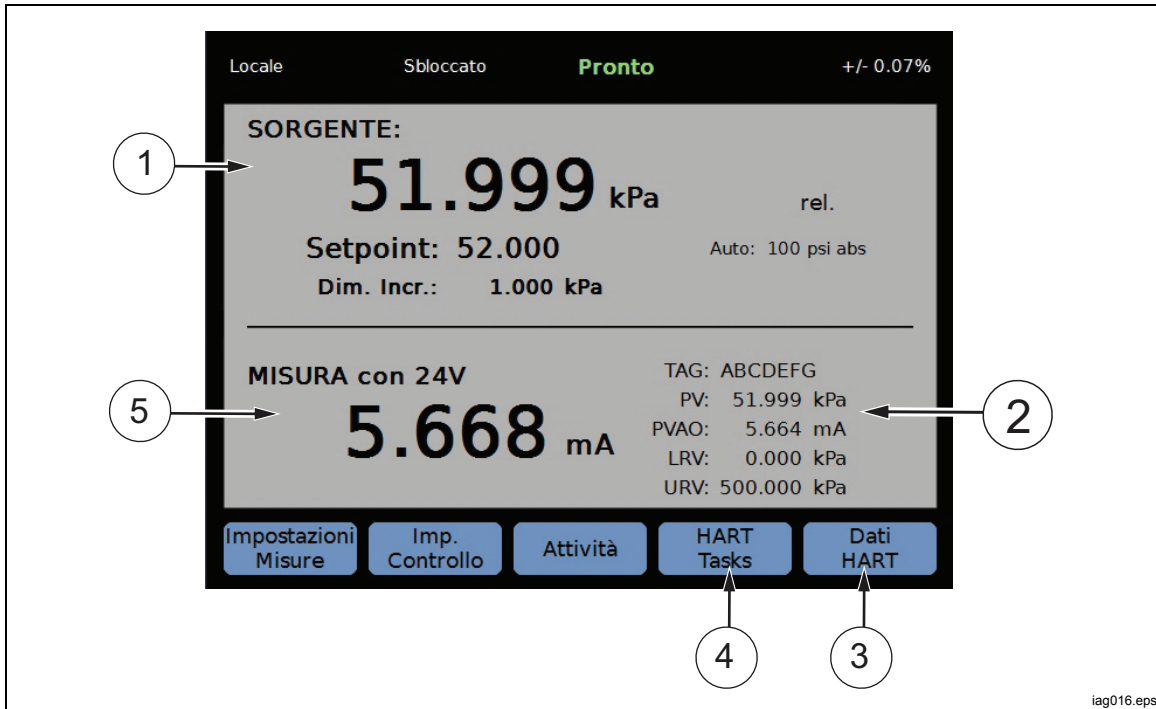 Locale Sbloccato Pronto +/- 0.07%
SORGENTE:
1
51.999 kPa rel.
Setpoint: 52.000 Auto: 100 psi abs
Dim. Incr.: 1.000 kPa
MISURA con 24V
5
5.668 mA
TAG: ABCDEFG
PV: 51.999 kPa
PVAO: 5.664 mA
LRV: 0.000 kPa
URV: 500.000 kPa
2
Impostazioni Misure
Imp. Controllo
Attività
HART Tasks
Dati HART
4
3
iag016.eps